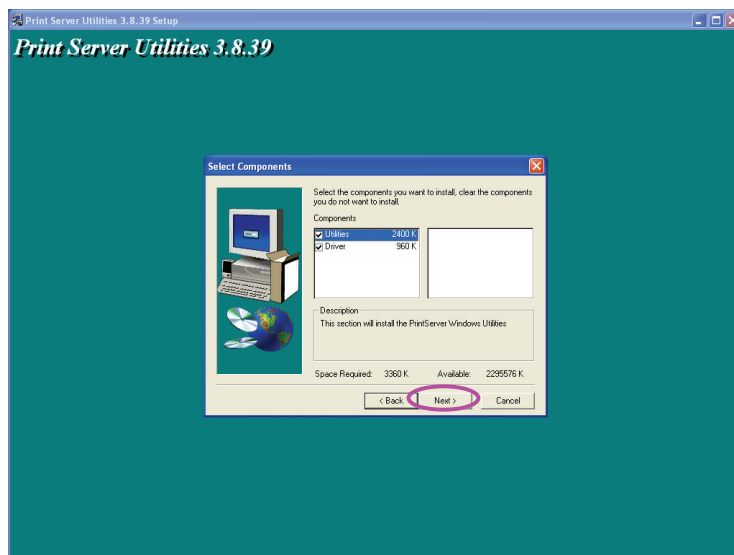 Print Server Utilities 3.8.39 Setup
Print Server Utilities 3.8.39
Select Components
Select the components you want to install, clear the components
you do not want to install.
Components
Utilities 2400 K
Driver 960 K
Description
This section will install the PrintServer Windows Utilities
Space Required: 3360 K Available: 2295576 K
< Back Next > Cancel